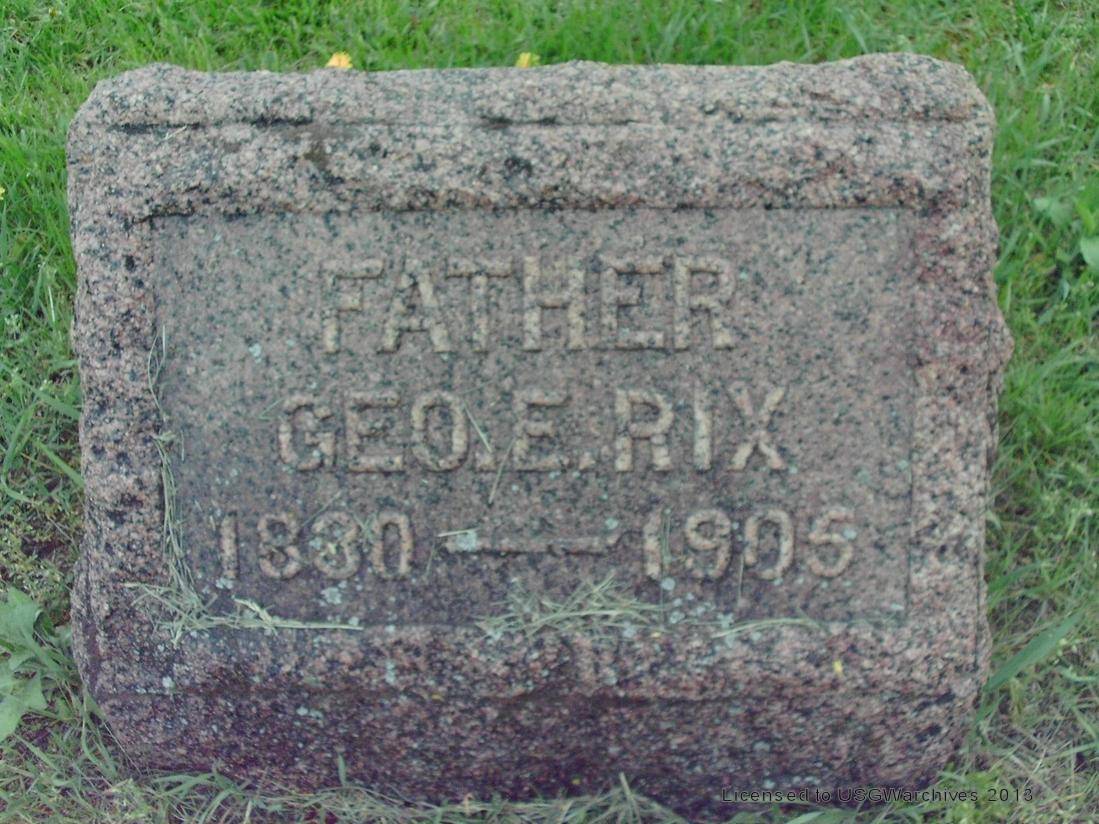 FATHER
GEO. E. RIX
1830 — 1905
Licensed to USGWarchives 2013